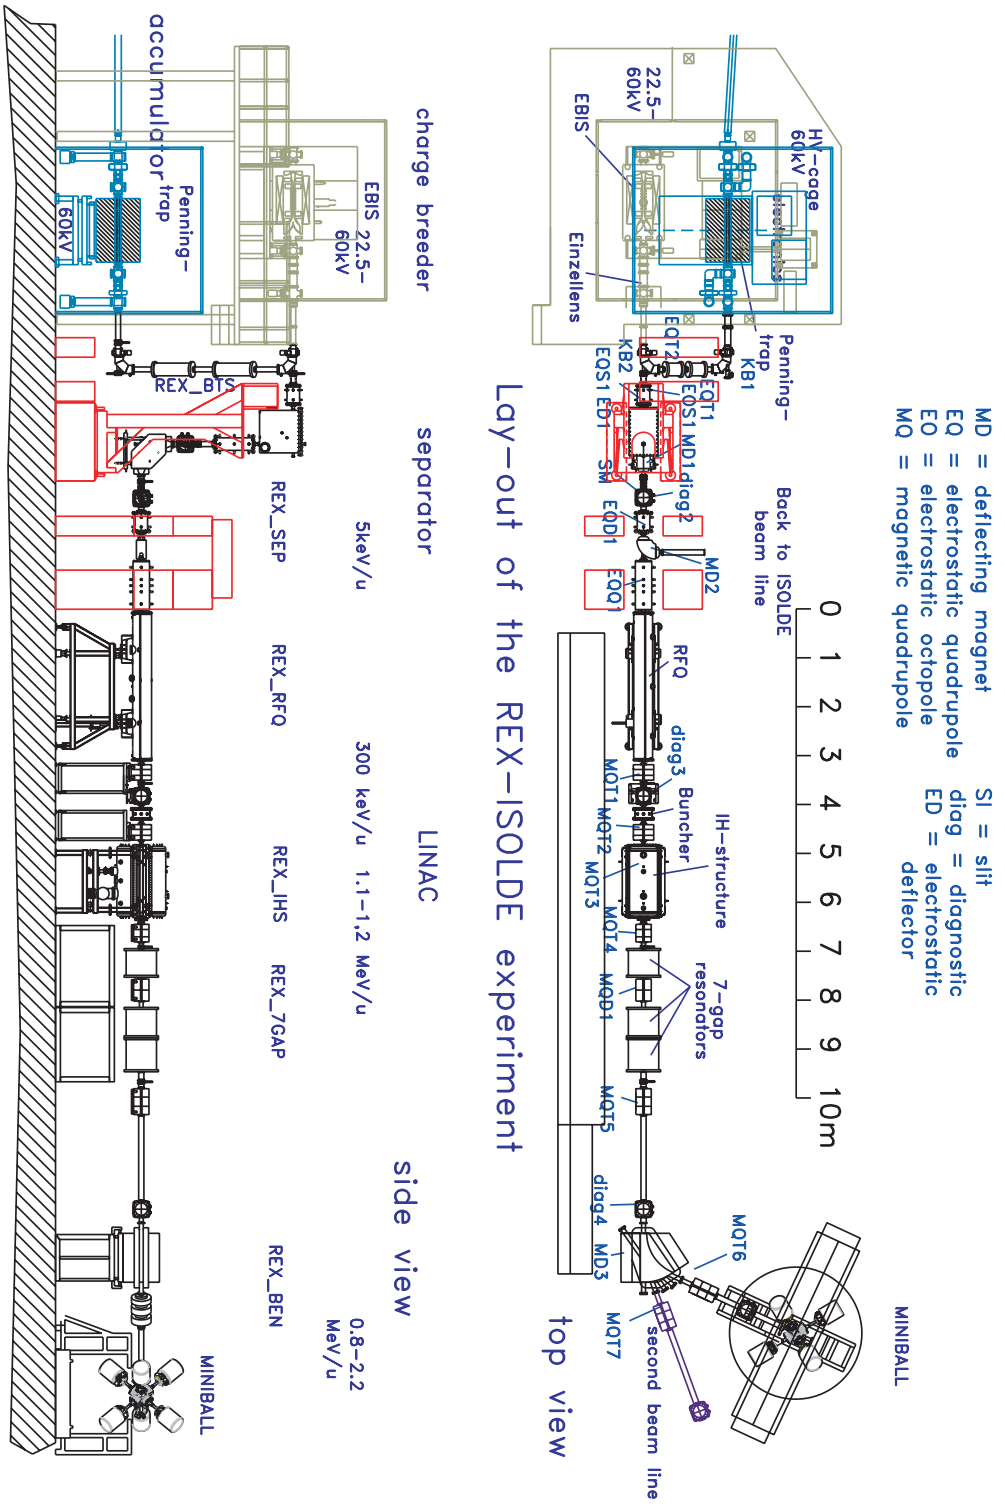 MD = deflecting magnet
EQ = electrostatic quadrupole
EO = electrostatic octopole
MQ = magnetic quadrupole
SI = slit
diag = diagnostic
ED = electrostatic
deflector
0 1 2 3 4 5 6 7 8 9 10m
HV-cage
60kV
22.5-
60kV
EBIS
Einzellens
Penning-
trap
KB1
EQT2
KB2
EQS1
EQT1
EOS1
ED1
MD1
SM
diag2
EQD1
MD2
EQQ1
Back to ISOLDE
beam line
RFQ
diag3
MQT1
Buncher
MQT2
MQT3
IH-structure
MQT4
7-gap
resonators
MQD1
MQT5
diag4
MD3
MQT6
MQT7
second beam line
MINIBALL
top view
Lay-out of the REX-ISOLDE experiment
charge breeder
separator
LINAC
side view
EBIS 22.5-
60kV
accumulator
Penning-
trap
60kV
REX_BTS
5keV/u
300 keV/u
1.1-1,2 MeV/u
0.8-2.2
MeV/u
REX_SEP
REX_RFQ
REX_IHS
REX_7GAP
REX_BEN
MINIBALL